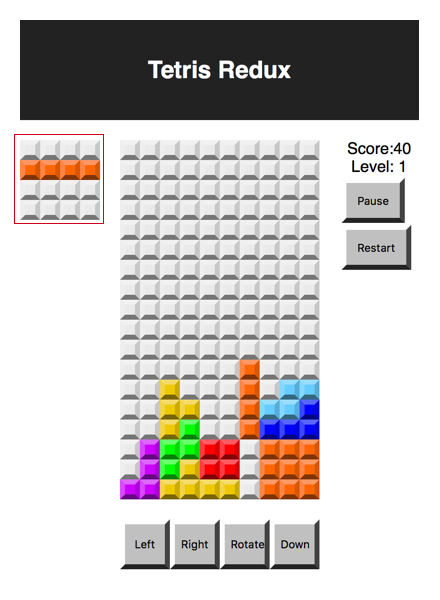 Tetris Redux
Score:40
Level: 1
Pause
Restart
Left
Right
Rotate
Down